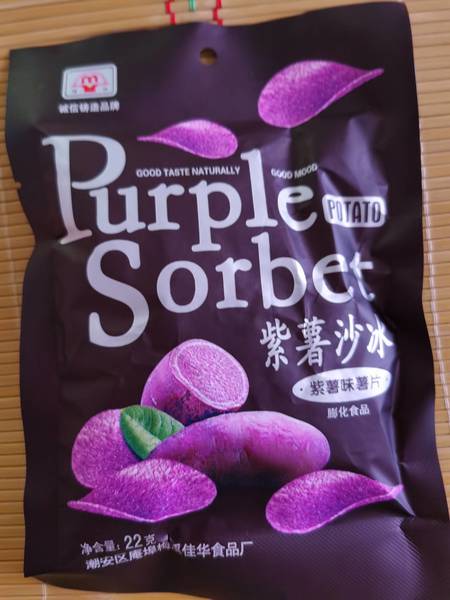 诚信铸造品牌
GOOD TASTE NATURALLY GOOD MOOD
Purple
POTATO
Sorbet
紫薯沙冰
·紫薯味薯片·
膨化食品
净含量: 22克
潮安区庵埠 佳华食品厂